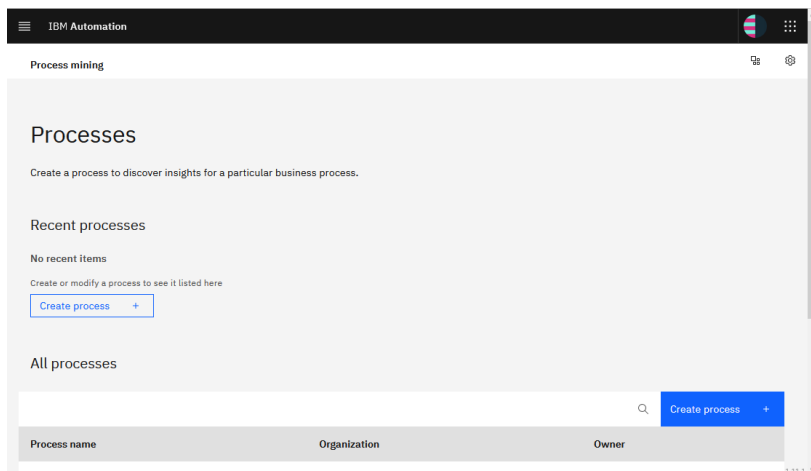 IBM Automation
Process mining
Processes
Create a process to discover insights for a particular business process.
Recent processes
No recent items
Create or modify a process to see it listed here
Create process +
All processes
Create process +
Process name Organization Owner